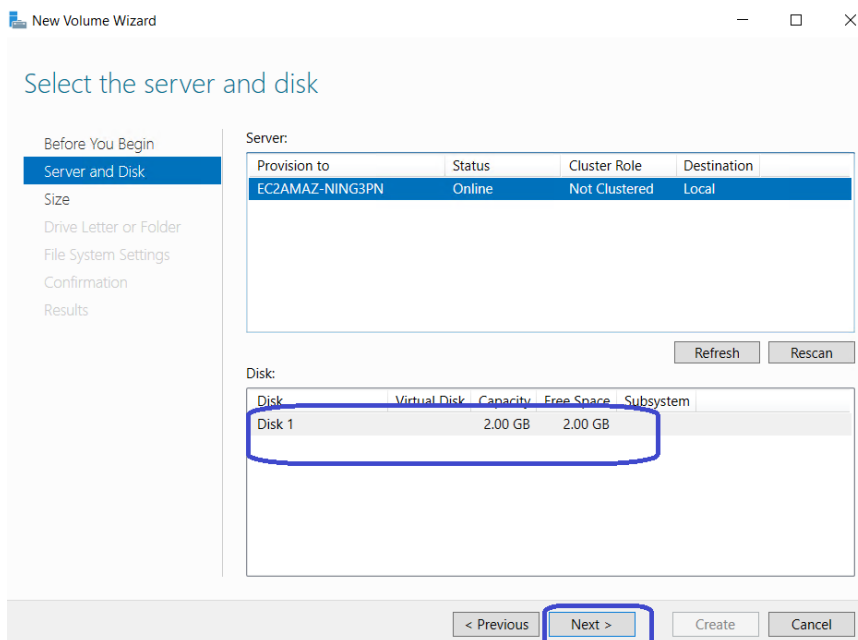 New Volume Wizard
Select the server and disk
Before You Begin
Server and Disk
Size
Drive Letter or Folder
File System Settings
Confirmation
Results
Server:
Provision to Status Cluster Role Destination
EC2AMAZ-NING3PN Online Not Clustered Local
Refresh Rescan
Disk:
Disk Virtual Disk Capacity Free Space Subsystem
Disk 1 2.00 GB 2.00 GB
< Previous Next > Create Cancel